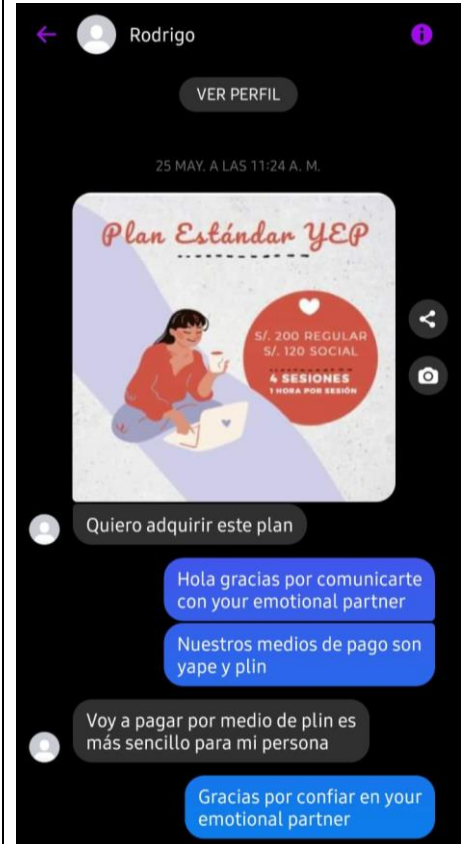 Rodrigo
VER PERFIL
25 MAY. A LAS 11:24 A. M.
Plan Estándar YEP
S/. 200 REGULAR
S/. 120 SOCIAL
4 SESIONES
1 HORA POR SESIÓN
Quiero adquirir este plan
Hola gracias por comunicarte
con your emotional partner
Nuestros medios de pago son
yape y plin
Voy a pagar por medio de plin es
más sencillo para mi persona
Gracias por confiar en your
emotional partner